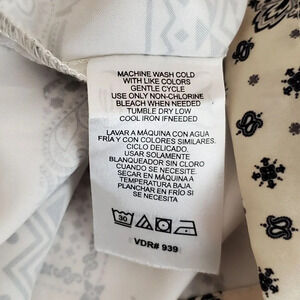 MACHINE WASH COLD
WITH LIKE COLORS
GENTLE CYCLE
USE ONLY NON-CHLORINE
BLEACH WHEN NEEDED
TUMBLE DRY LOW
COOL IRON IFNEEDED
LAVAR A MÁQUINA CON AGUA
FRÍA Y CON COLORES SIMILARES.
CICLO DELICADO.
USAR SOLAMENTE
BLANQUEADOR SIN CLORO
CUANDO SE NECESITE.
SECAR EN MÁQUINA A
TEMPERATURA BAJA.
PLANCHAR EN FRÍO SI
SE NECESITA
30
VDR# 939